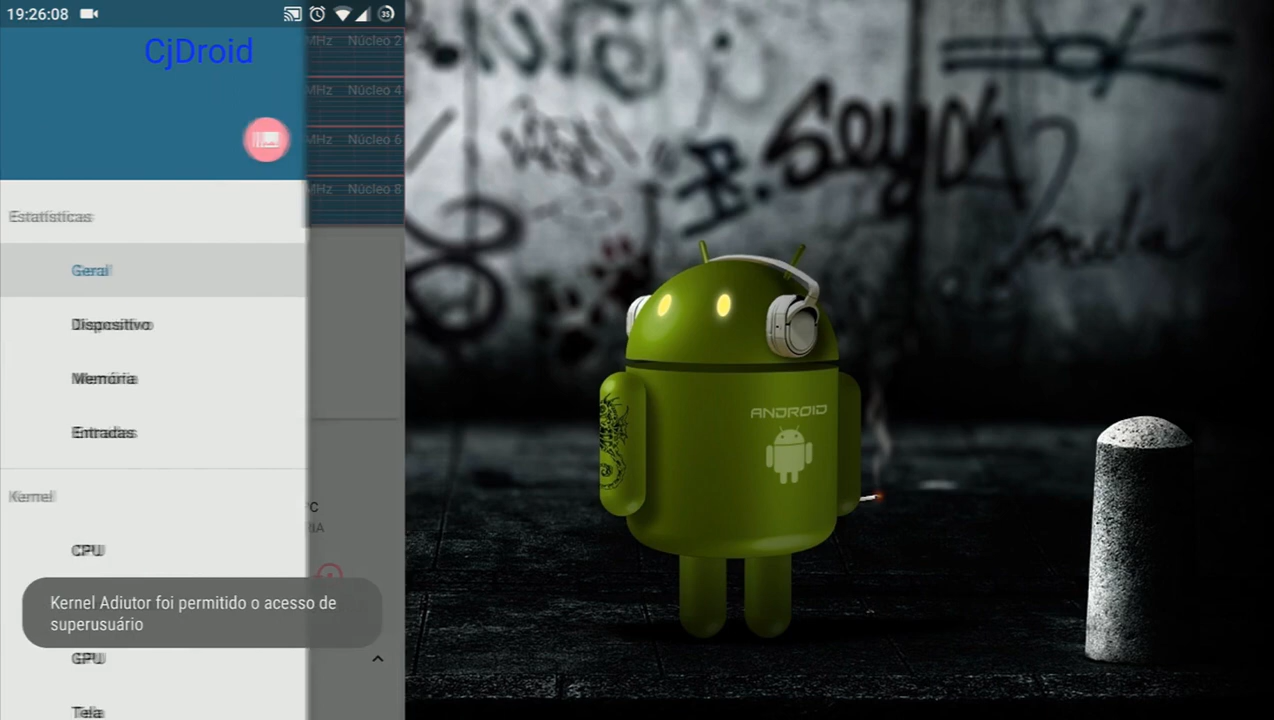 19:26:08
35
CjDroid
MHz Núcleo 2
MHz Núcleo 4
MHz Núcleo 6
MHz Núcleo 8
Estatísticas
Geral
Dispositivo
Memória
Entradas
Kernel
CPU
Kernel Adiutor foi permitido o acesso de
superusuário
GPU
Tela
ANDROID